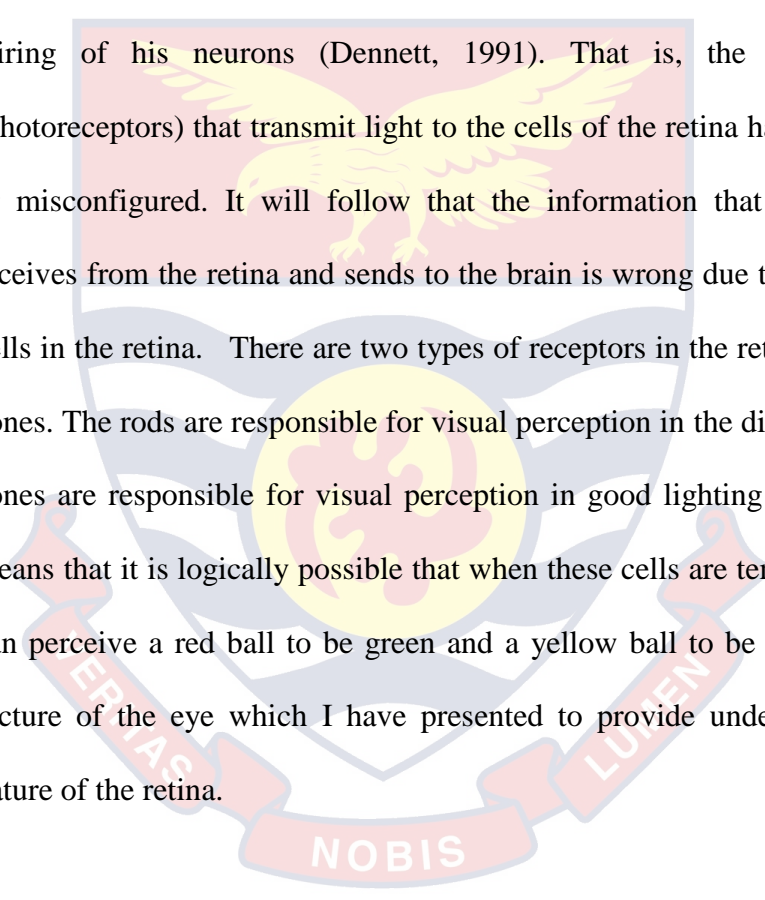 iring of his neurons (Dennett, 1991). That is, the
hotoreceptors) that transmit light to the cells of the retina ha
misconfigured. It will follow that the information that
ceives from the retina and sends to the brain is wrong due t
lls in the retina. There are two types of receptors in the ret
ones. The rods are responsible for visual perception in the di
ones are responsible for visual perception in good lighting
eans that it is logically possible that when these cells are ter
n perceive a red ball to be green and a yellow ball to be
cture of the eye which I have presented to provide unde
ature of the retina.
VERITAS
NOBIS
LUMEN